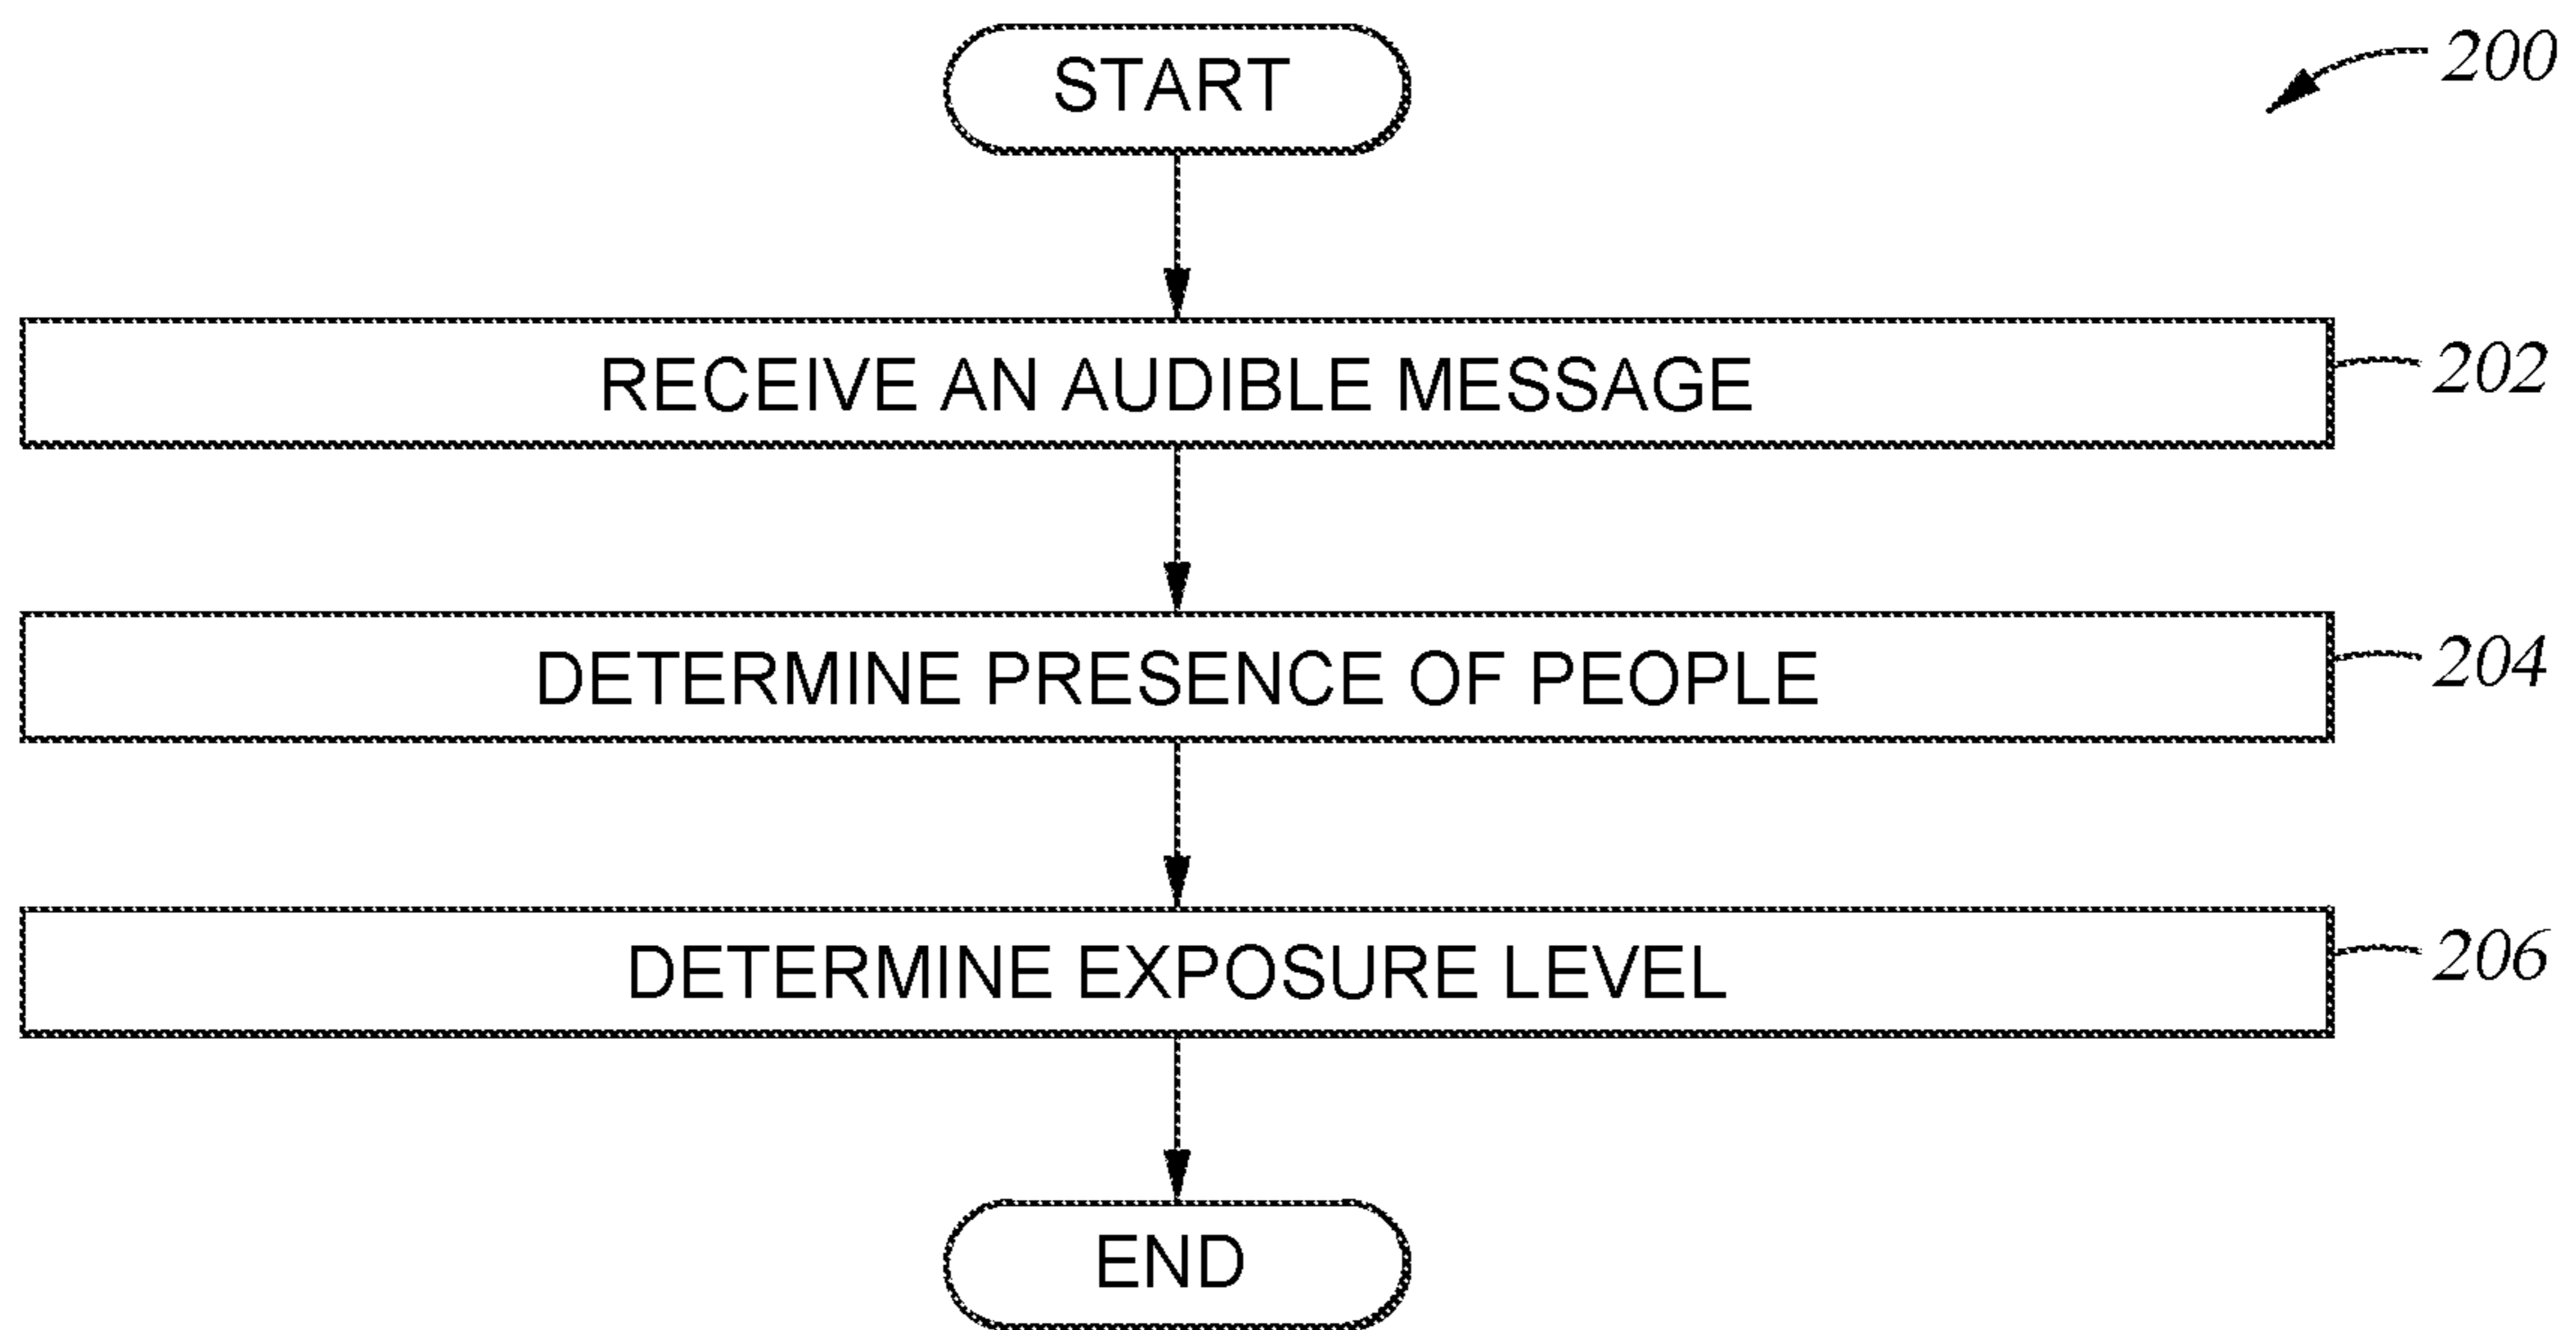 START
200
RECEIVE AN AUDIBLE MESSAGE
202
DETERMINE PRESENCE OF PEOPLE
204
DETERMINE EXPOSURE LEVEL
206
END